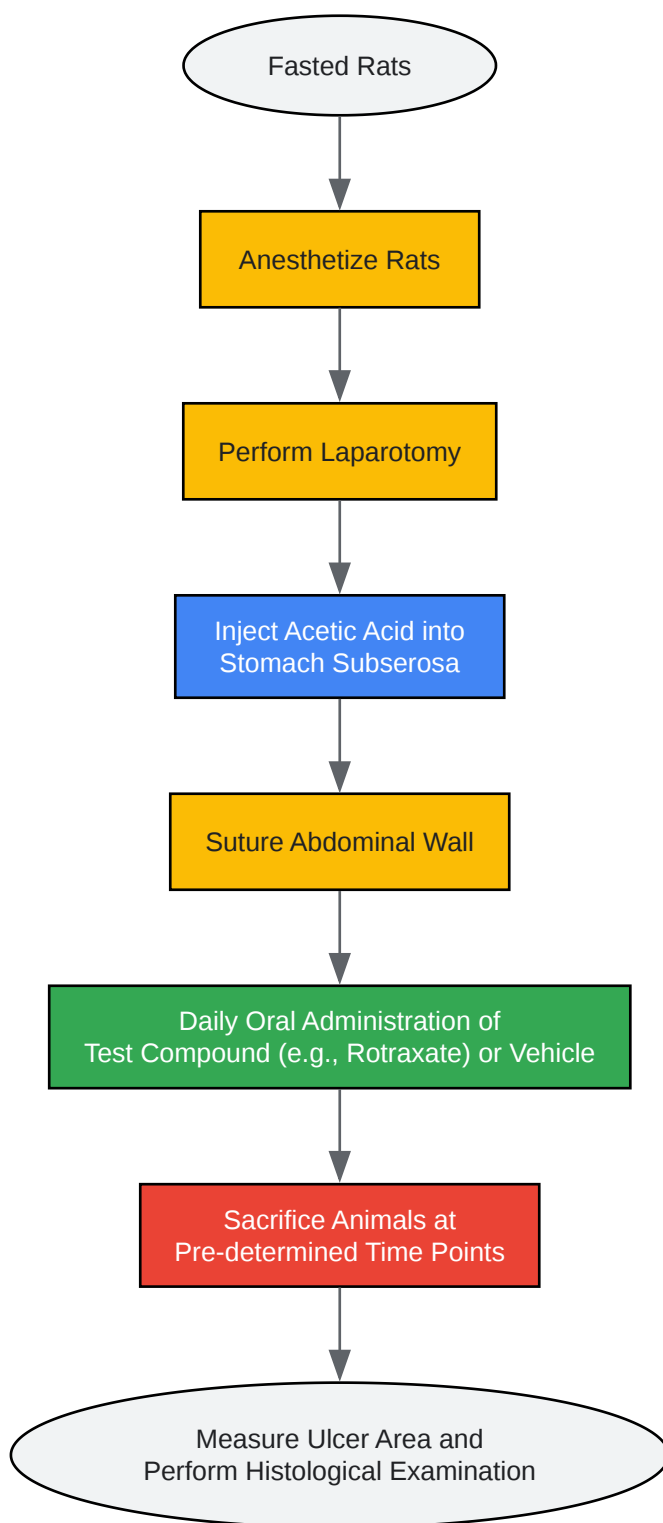 Fasted Rats
Anesthetize Rats
Perform Laparotomy
Inject Acetic Acid into
Stomach Subserosa
Suture Abdominal Wall
Daily Oral Administration of
Test Compound (e.g., Rotraxate) or Vehicle
Sacrifice Animals at
Pre-determined Time Points
Measure Ulcer Area and
Perform Histological Examination